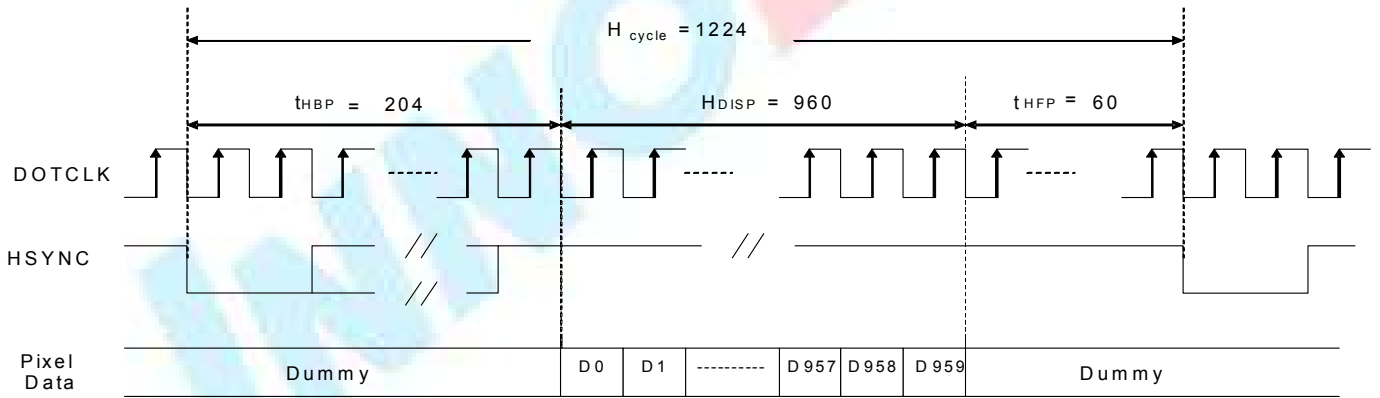 H cycle = 1224
tHBP = 204
HDISP = 960
tHFP = 60
DOTCLK
HSYNC
Pixel
Data
Dummy
D0
D1
D957
D958
D959
Dummy
INNO